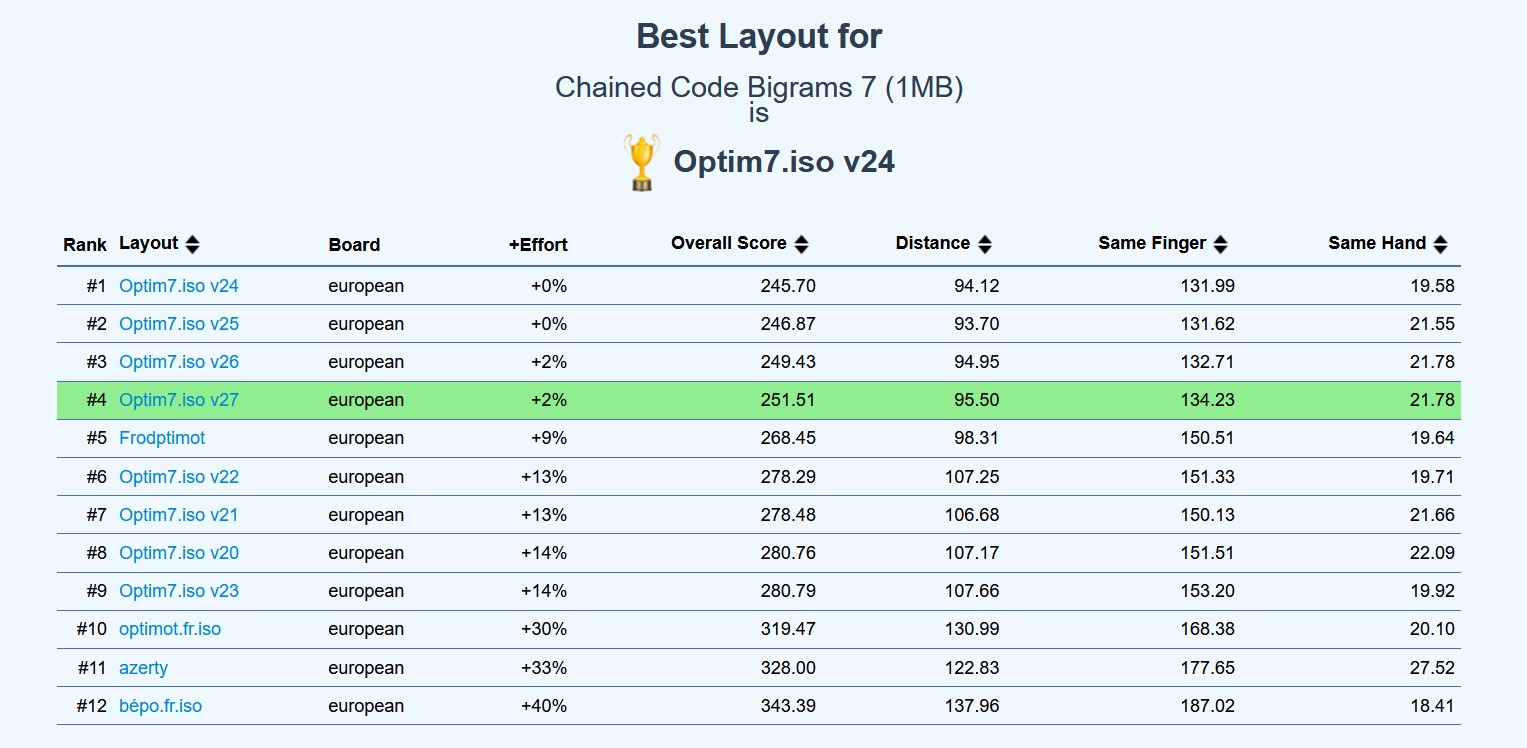 Best Layout for
Chained Code Bigrams 7 (1MB)
is
Optim7.iso v24
Rank Layout Board +Effort Overall Score Distance Same Finger Same Hand
#1 Optim7.iso v24 european +0% 245.70 94.12 131.99 19.58
#2 Optim7.iso v25 european +0% 246.87 93.70 131.62 21.55
#3 Optim7.iso v26 european +2% 249.43 94.95 132.71 21.78
#4 Optim7.iso v27 european +2% 251.51 95.50 134.23 21.78
#5 Frodptimot european +9% 268.45 98.31 150.51 19.64
#6 Optim7.iso v22 european +13% 278.29 107.25 151.33 19.71
#7 Optim7.iso v21 european +13% 278.48 106.68 150.13 21.66
#8 Optim7.iso v20 european +14% 280.76 107.17 151.51 22.09
#9 Optim7.iso v23 european +14% 280.79 107.66 153.20 19.92
#10 optimot.fr.iso european +30% 319.47 130.99 168.38 20.10
#11 azerty european +33% 328.00 122.83 177.65 27.52
#12 bépo.fr.iso european +40% 343.39 137.96 187.02 18.41